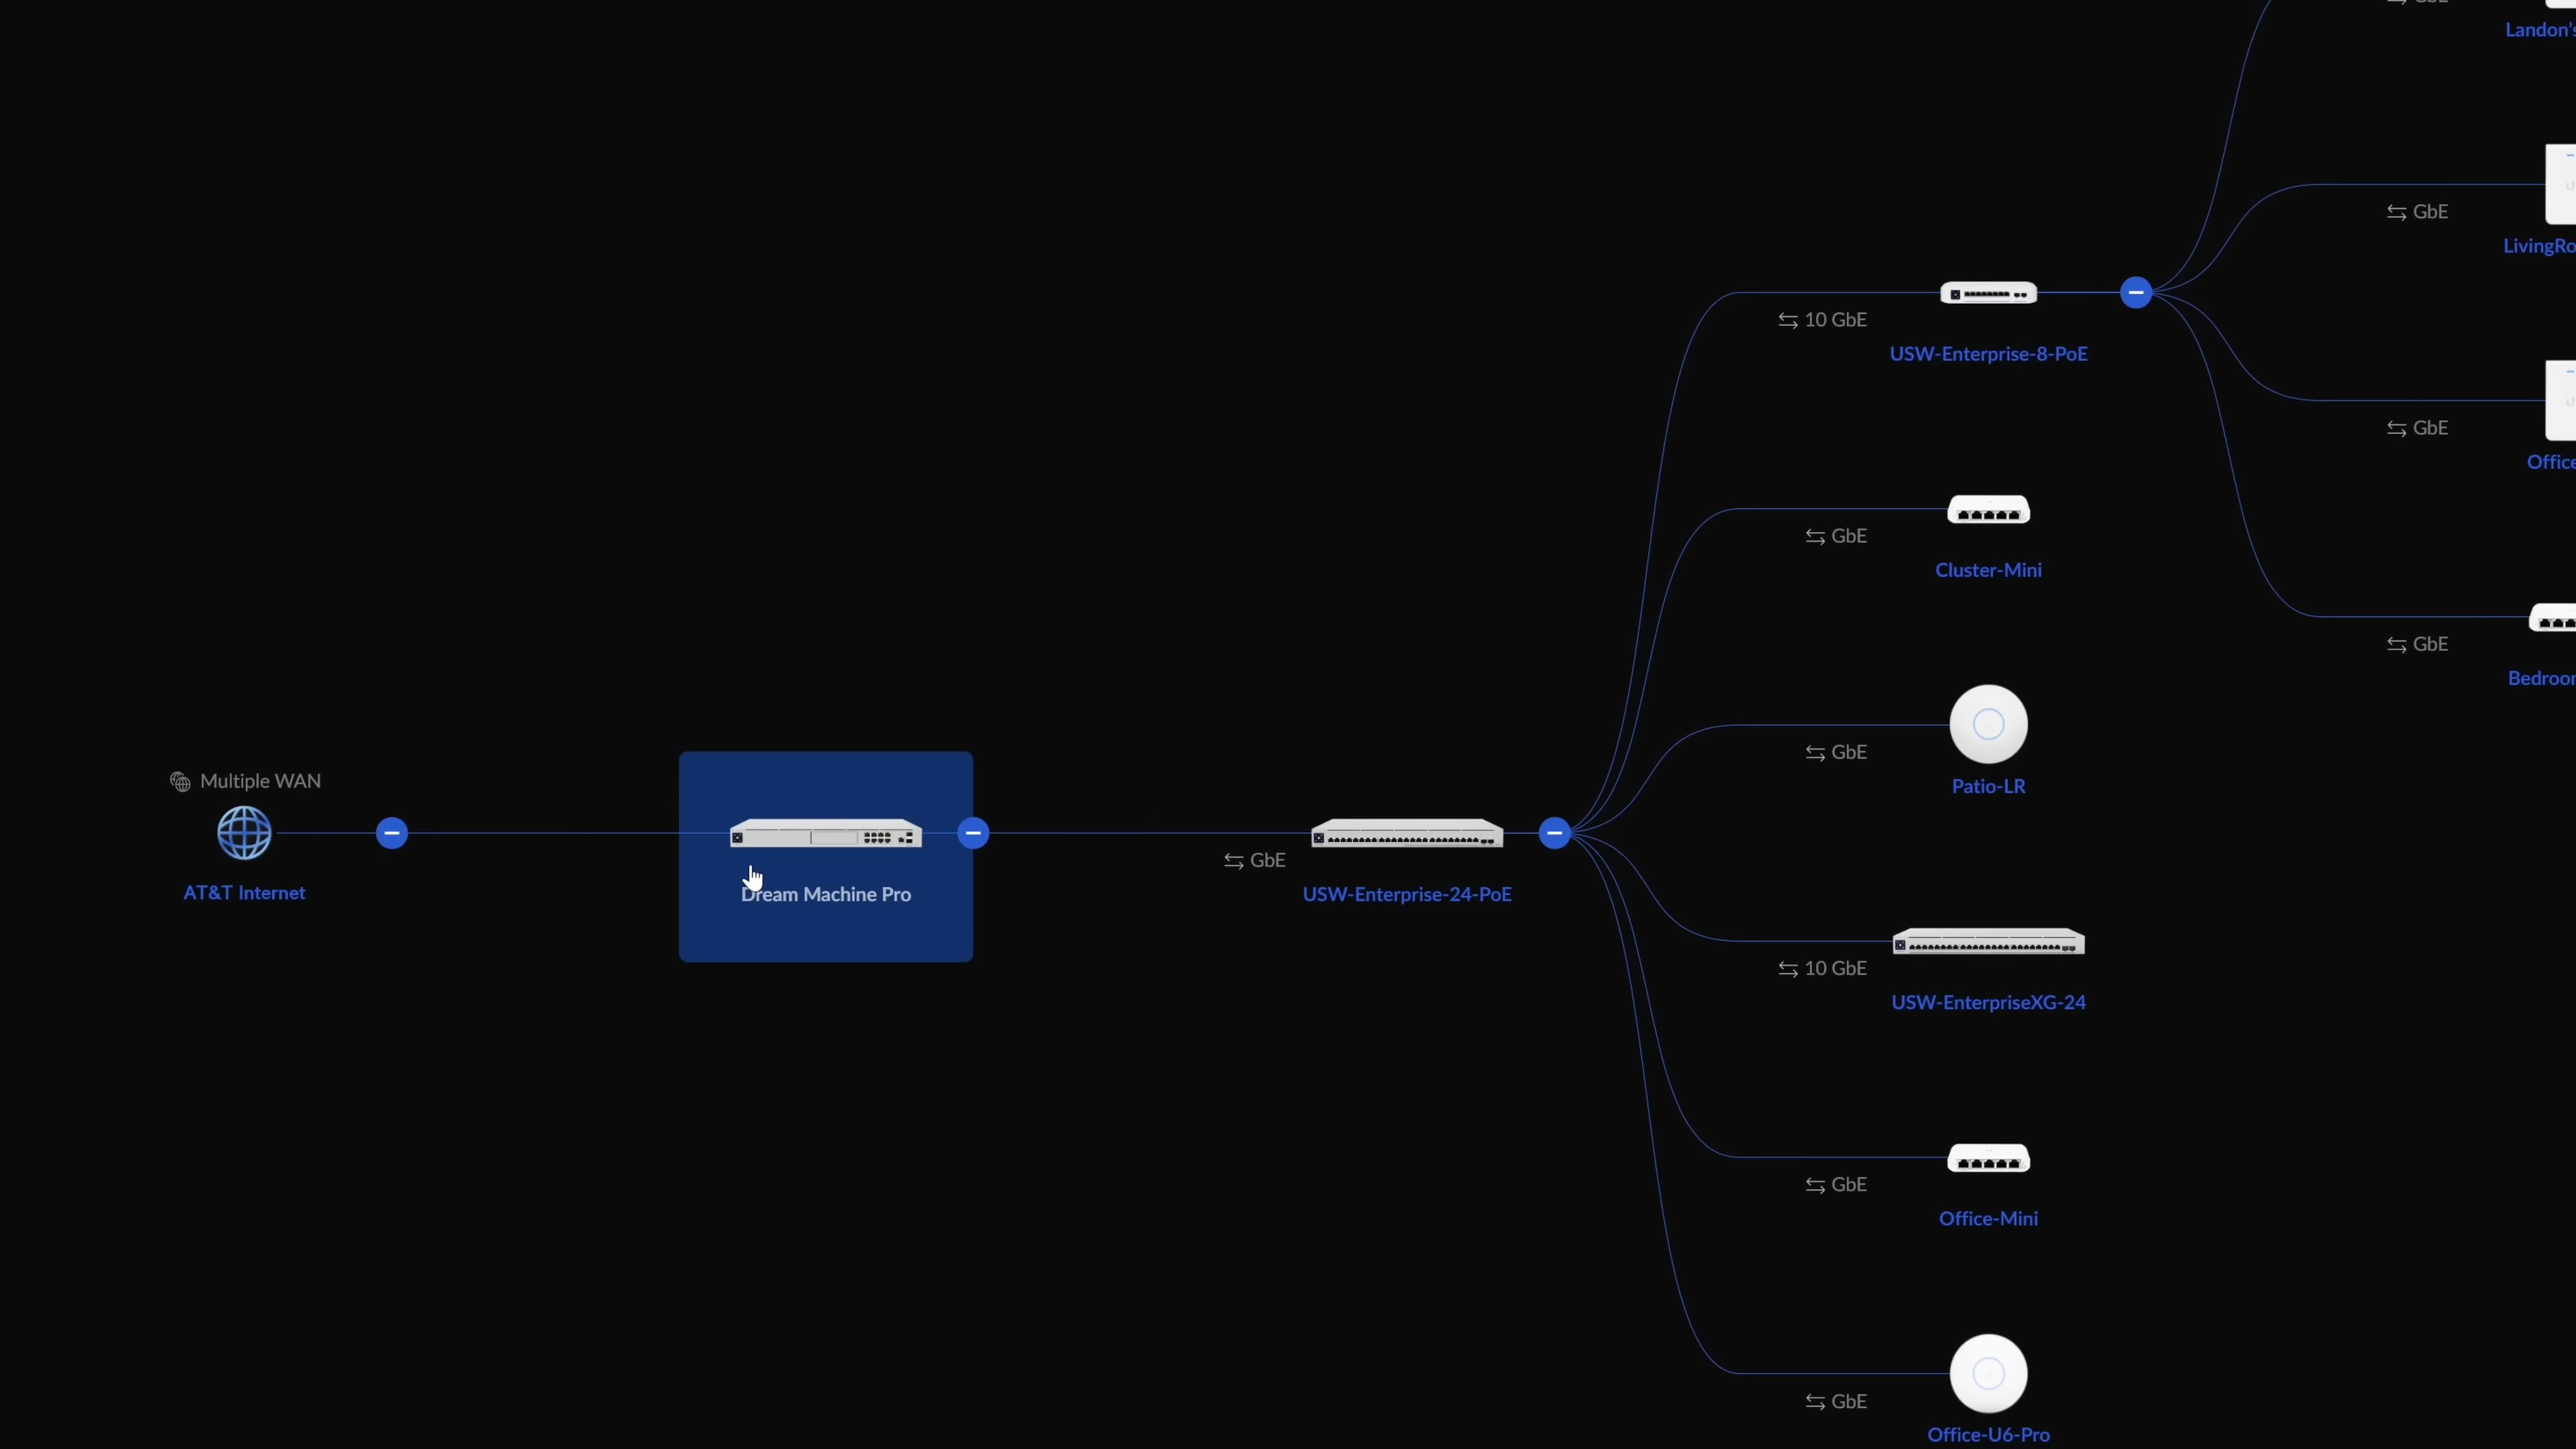 GbE
Landon's
GbE
LivingRo
10 GbE
USW-Enterprise-8-PoE
GbE
Office
GbE
Cluster-Mini
GbE
Bedroo
GbE
Patio-LR
Multiple WAN
AT&T Internet
Dream Machine Pro
GbE
USW-Enterprise-24-PoE
10 GbE
USW-EnterpriseXG-24
GbE
Office-Mini
GbE
Office-U6-Pro